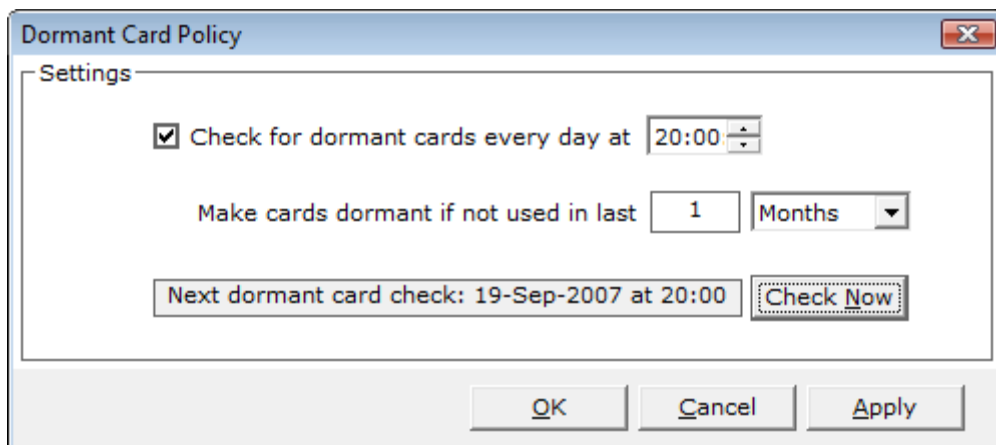 Dormant Card Policy
Settings
Check for dormant cards every day at 20:00
Make cards dormant if not used in last 1 Months
Next dormant card check: 19-Sep-2007 at 20:00 Check Now
OK Cancel Apply